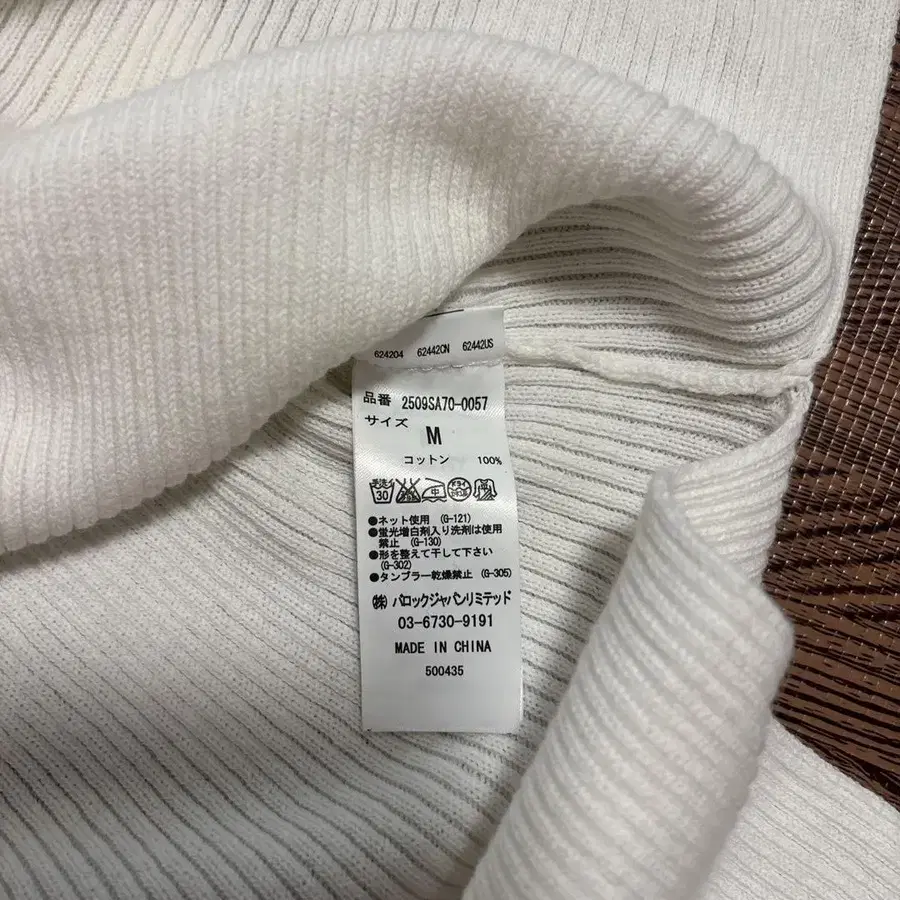 624204 62442CN 62442US
品番 2509SA70-0057
サイズ
M
コットン 100%
30 中
●ネット使用 (G-121)
●蛍光増白剤入り洗剤は使用
禁止 (G-130)
●形を整えて干して下さい
(G-302)
●タンブラー乾燥禁止 (G-305)
㈱ バロックジャパンリミテッド
03-6730-9191
MADE IN CHINA
500435